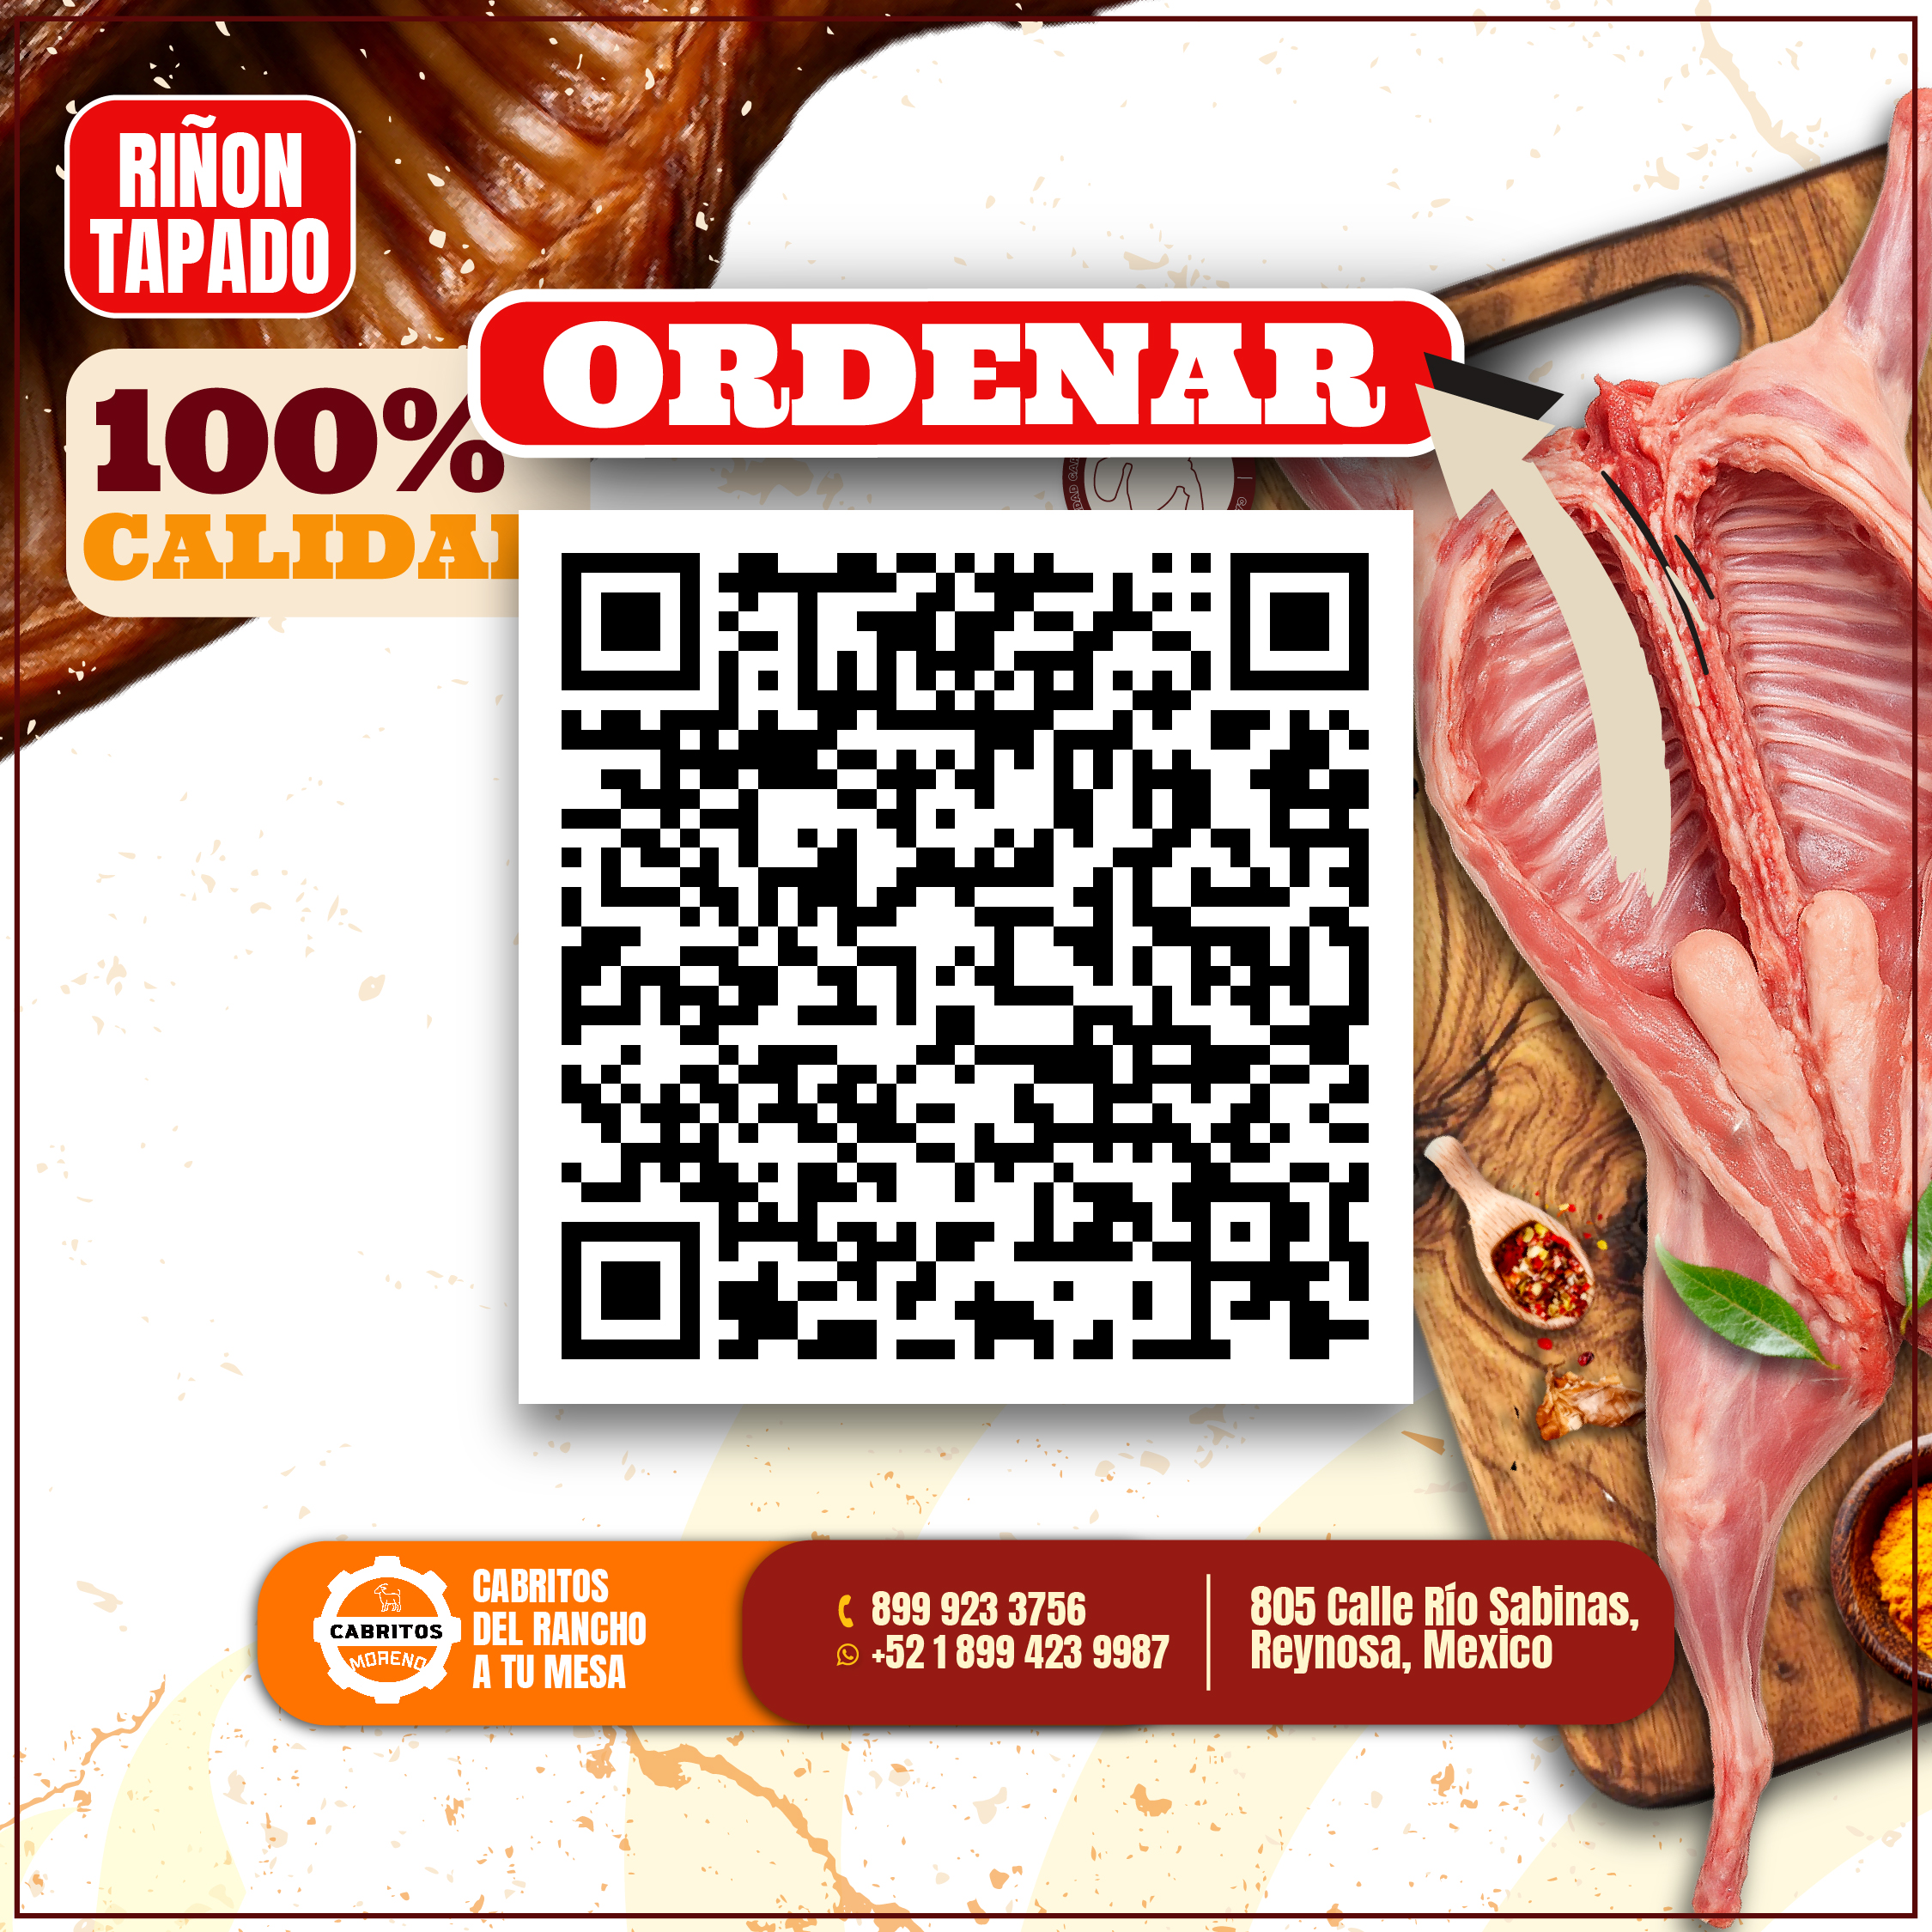 RIÑON
TAPADO
ORDENAR
100%
CABRITOS
MORENO
CABRITOS
DEL RANCHO
A TU MESA
899 923 3756
+52 1 899 423 9987
805 Calle Río Sabinas,
Reynosa, Mexico